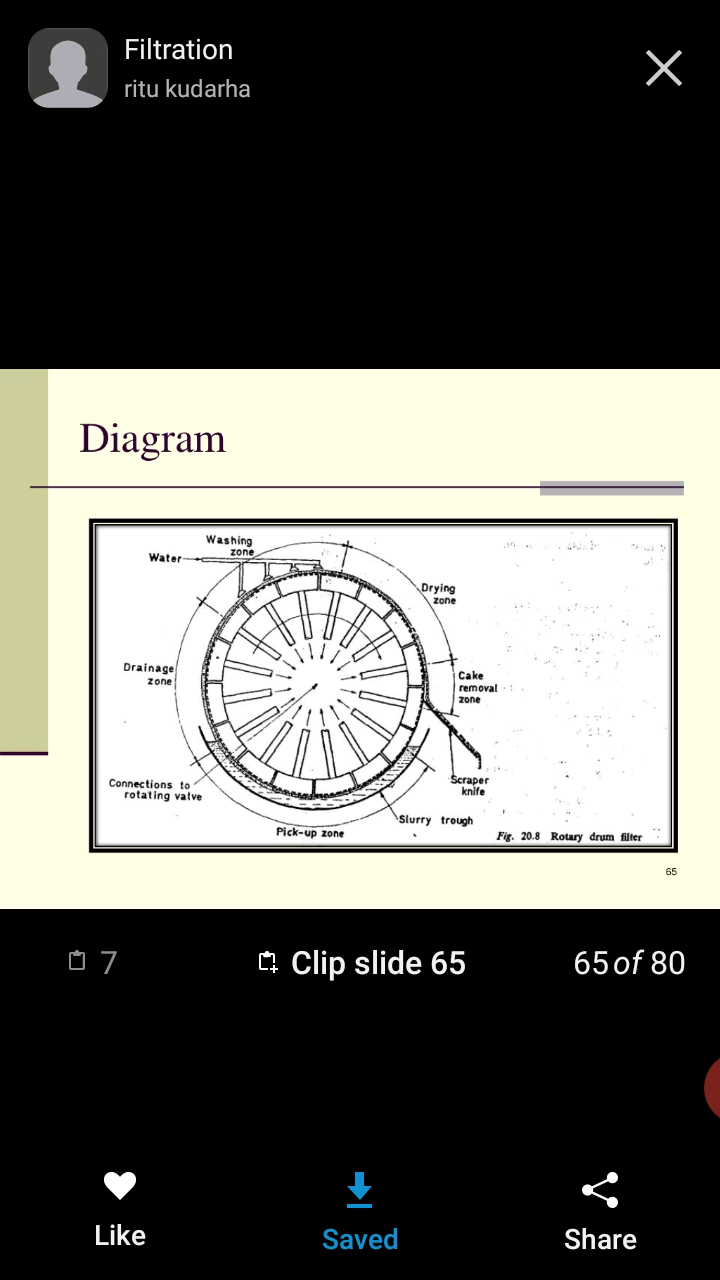 Filtration
ritu kudarha
Diagram
Washing
zone
Water
Drying
zone
Drainage
zone
Cake
removal
zone
Connections to
rotating valve
Scraper
knife
Slurry trough
Pick-up zone
Fig. 20.8 Rotary drum filter
65
7
Clip slide 65
65 of 80
Like
Saved
Share